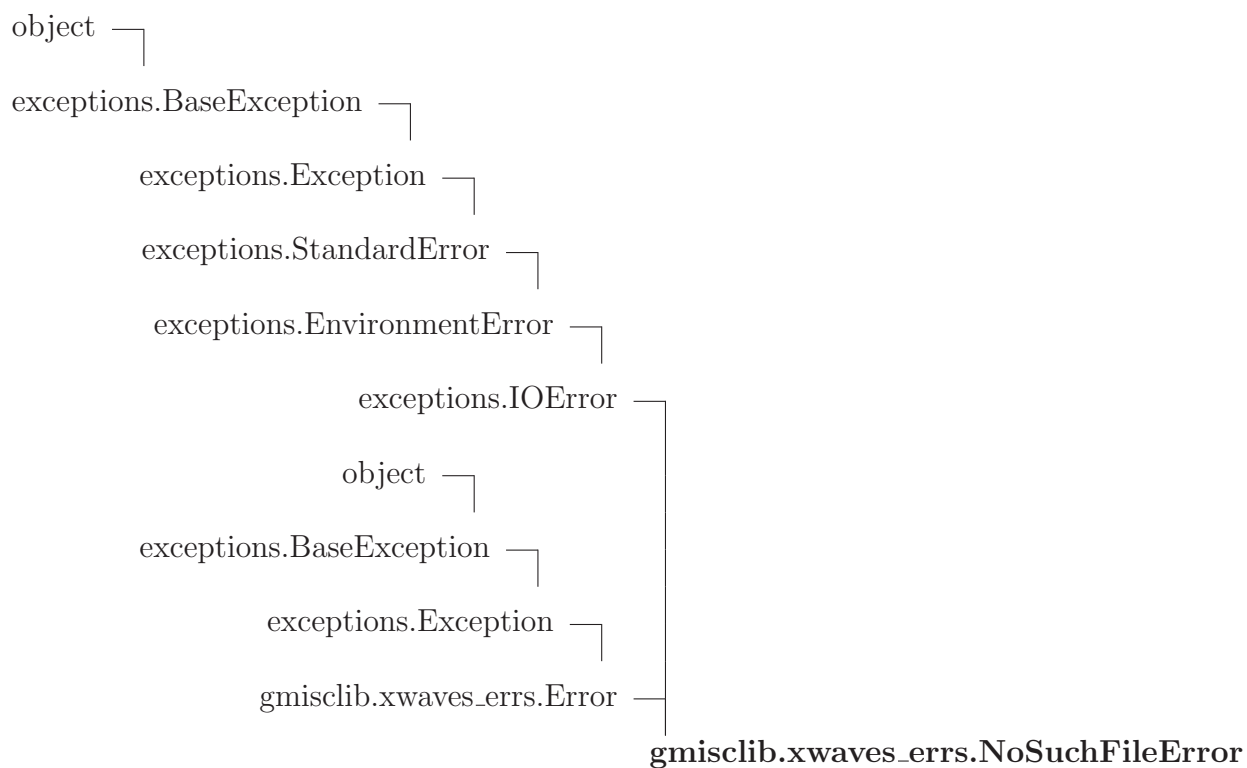 object
exceptions.BaseException
exceptions.Exception
exceptions.StandardError
exceptions.EnvironmentError
exceptions.IOError
object
exceptions.BaseException
exceptions.Exception
gmisclib.xwaves_errs.Error
gmisclib.xwaves_errs.NoSuchFileError